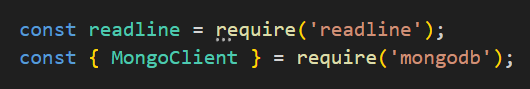 const readline = require('readline');
const { MongoClient } = require('mongodb');